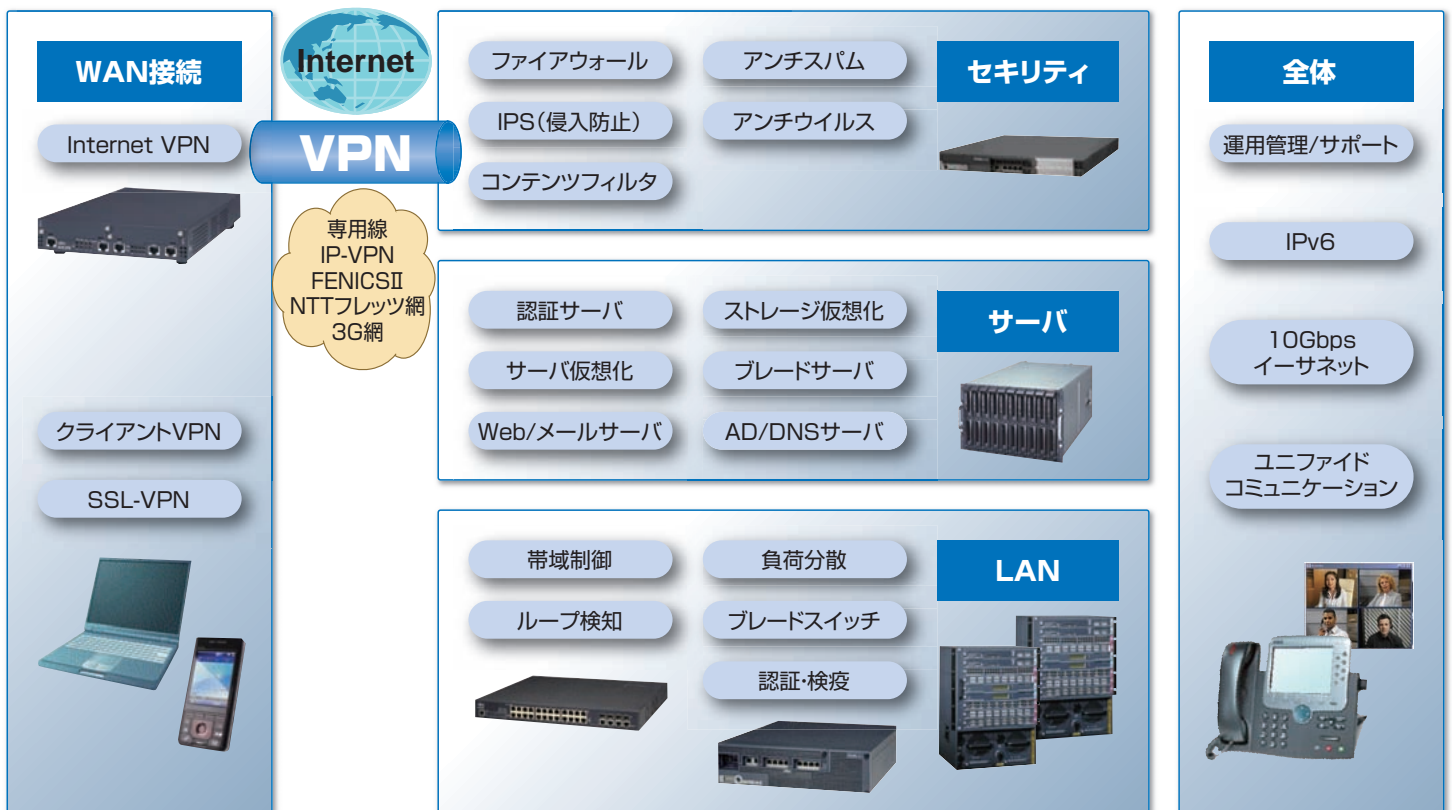 WAN接続
Internet VPN
クライアントVPN
SSL-VPN
Internet
VPN
専用線
IP-VPN
FENICSⅡ
NTTフレッツ網
3G網
セキリティ
ファイアウォール
アンチスパム
IPS(侵入防止)
アンチウイルス
コンテンツフィルタ
サーバ
認証サーバ
ストレージ仮想化
サーバ仮想化
ブレードサーバ
Web/メールサーバ
AD/DNSサーバ
LAN
帯域制御
負荷分散
ループ検知
ブレードスイッチ
認証・検疫
全体
運用管理/サポート
IPv6
10Gbps
イーサネット
ユニファイド
コミュニケーション